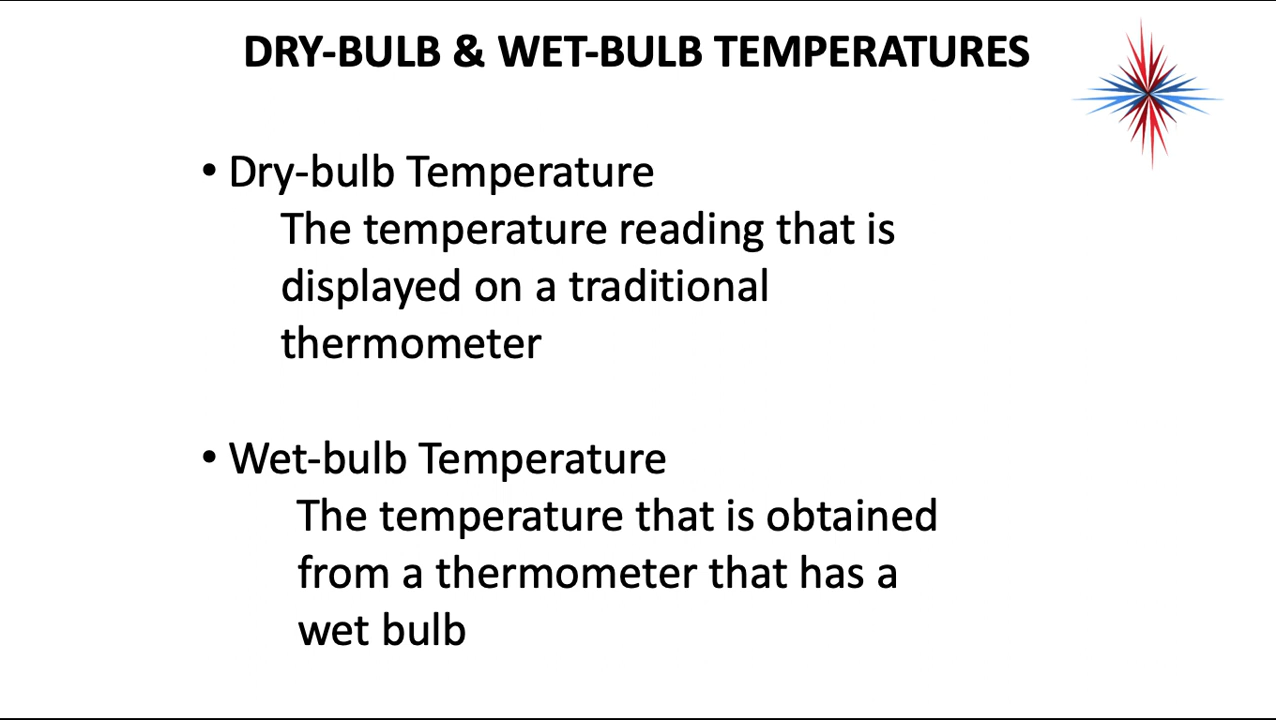 DRY-BULB & WET-BULB TEMPERATURES
• Dry-bulb Temperature
The temperature reading that is
displayed on a traditional
thermometer
• Wet-bulb Temperature
The temperature that is obtained
from a thermometer that has a
wet bulb